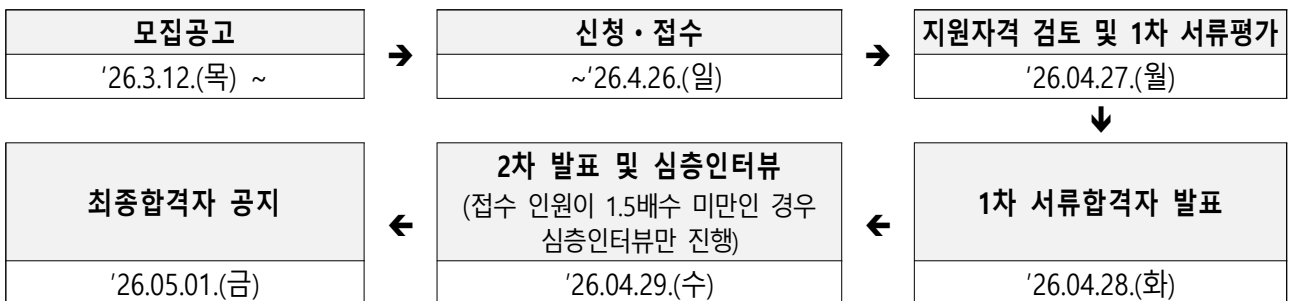 모집공고
'26.3.12.(목) ~
➔
신청・접수
~'26.4.26.(일)
➔
지원자격 검토 및 1차 서류평가
'26.04.27.(월)
🡻
1차 서류합격자 발표
'26.04.28.(화)
🡸
2차 발표 및 심층인터뷰
(접수 인원이 1.5배수 미만인 경우
심층인터뷰만 진행)
'26.04.29.(수)
🡸
최종합격자 공지
'26.05.01.(금)